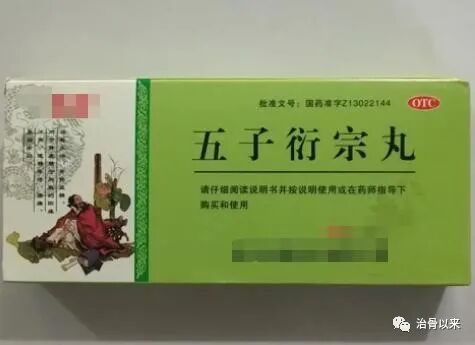 批准文号：国药准字Z13022144
OTC
五子衍宗丸
请仔细阅读说明书并按说明使用或在药师指导下
购买和使用
治骨以来